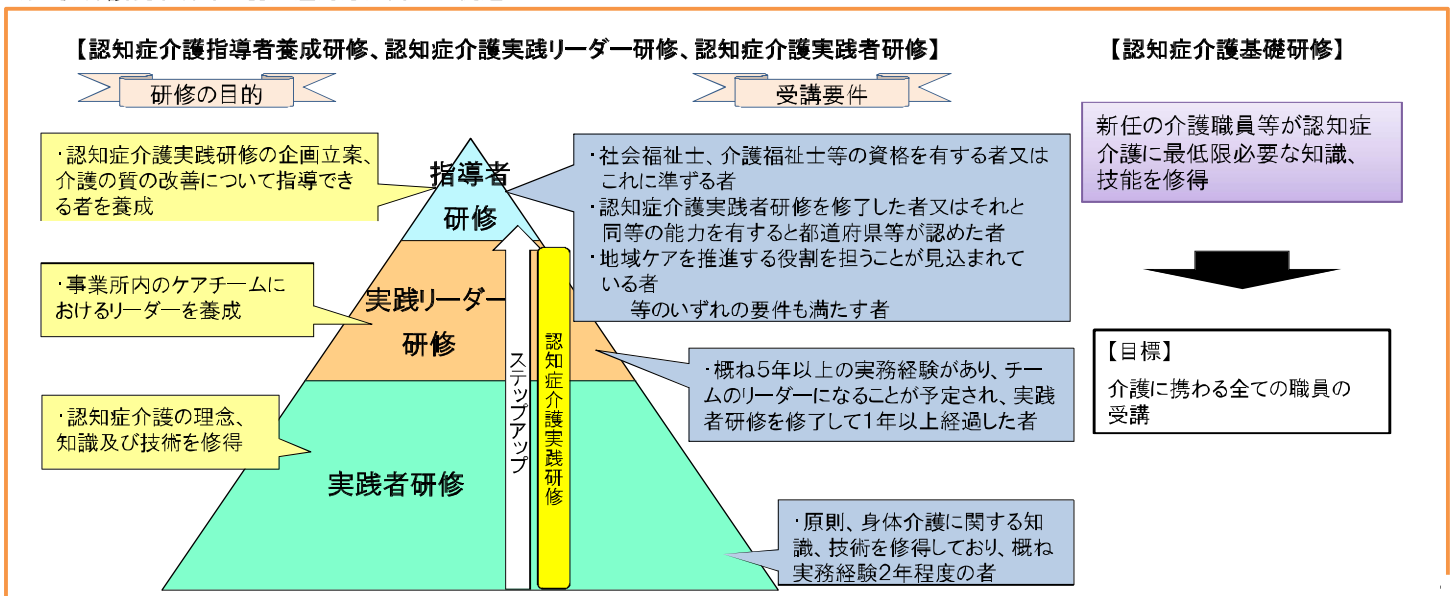 【認知症介護指導者養成研修、認知症介護実践リーダー研修、認知症介護実践者研修】
研修の目的
受講要件
・認知症介護実践研修の企画立案、
介護の質の改善について指導でき
る者を養成
・事業所内のケアチームに
おけるリーダーを養成
・認知症介護の理念、
知識及び技術を修得
指導者
研修
実践リーダー
研修
実践者研修
ステップアップ
認知症介護実践研修
・社会福祉士、介護福祉士等の資格を有する者又は
これに準ずる者
・認知症介護実践者研修を修了した者又はそれと
同等の能力を有すると都道府県等が認めた者
・地域ケアを推進する役割を担うことが見込まれて
いる者
等のいずれの要件も満たす者
・概ね5年以上の実務経験があり、チー
ムのリーダーになることが予定され、実践
者研修を修了して1年以上経過した者
・原則、身体介護に関する知
識、技術を修得しており、概ね
実務経験2年程度の者
【認知症介護基礎研修】
新任の介護職員等が認知症
介護に最低限必要な知識、
技能を修得
【目標】
介護に携わる全ての職員の
受講